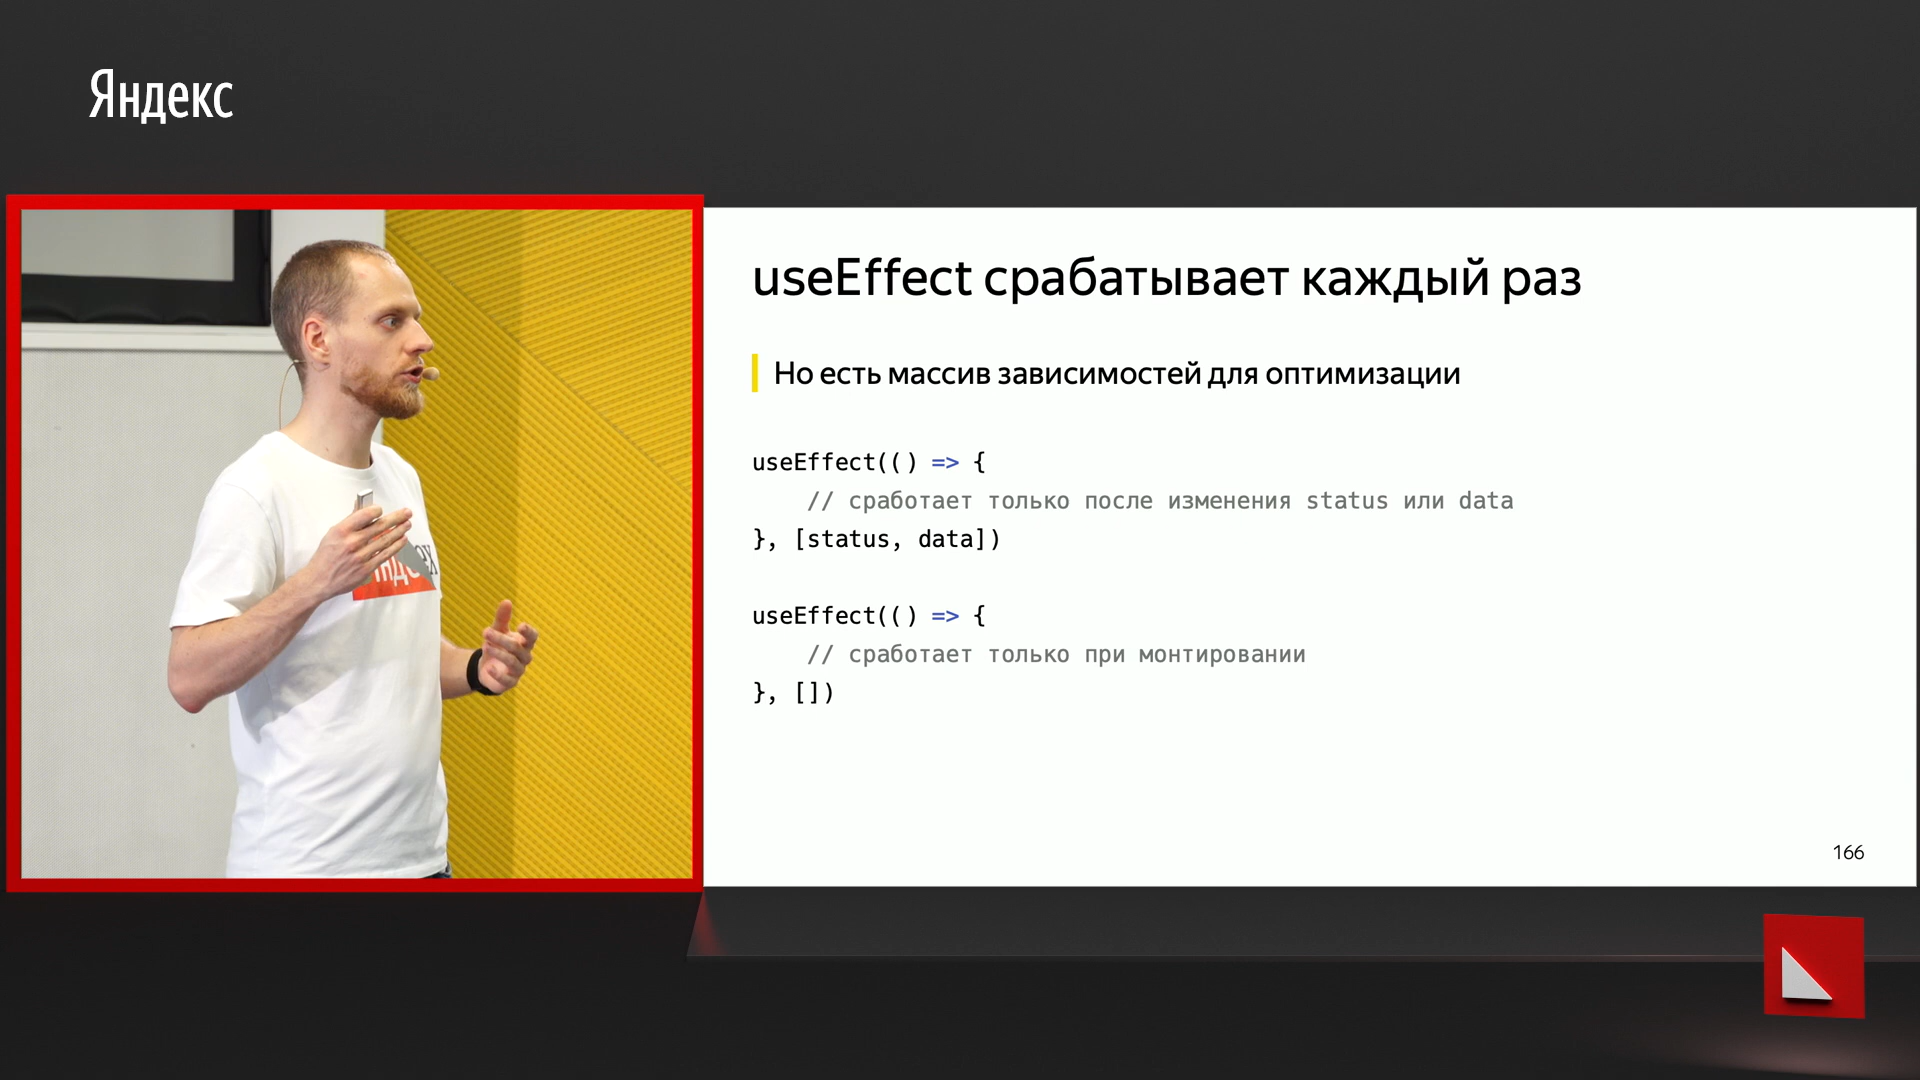 Яндекс
useEffect срабатывает каждый раз
Но есть массив зависимостей для оптимизации
useEffect(() => {
    // сработает только после изменения status или data
}, [status, data])
useEffect(() => {
    // сработает только при монтировании
}, [])
166